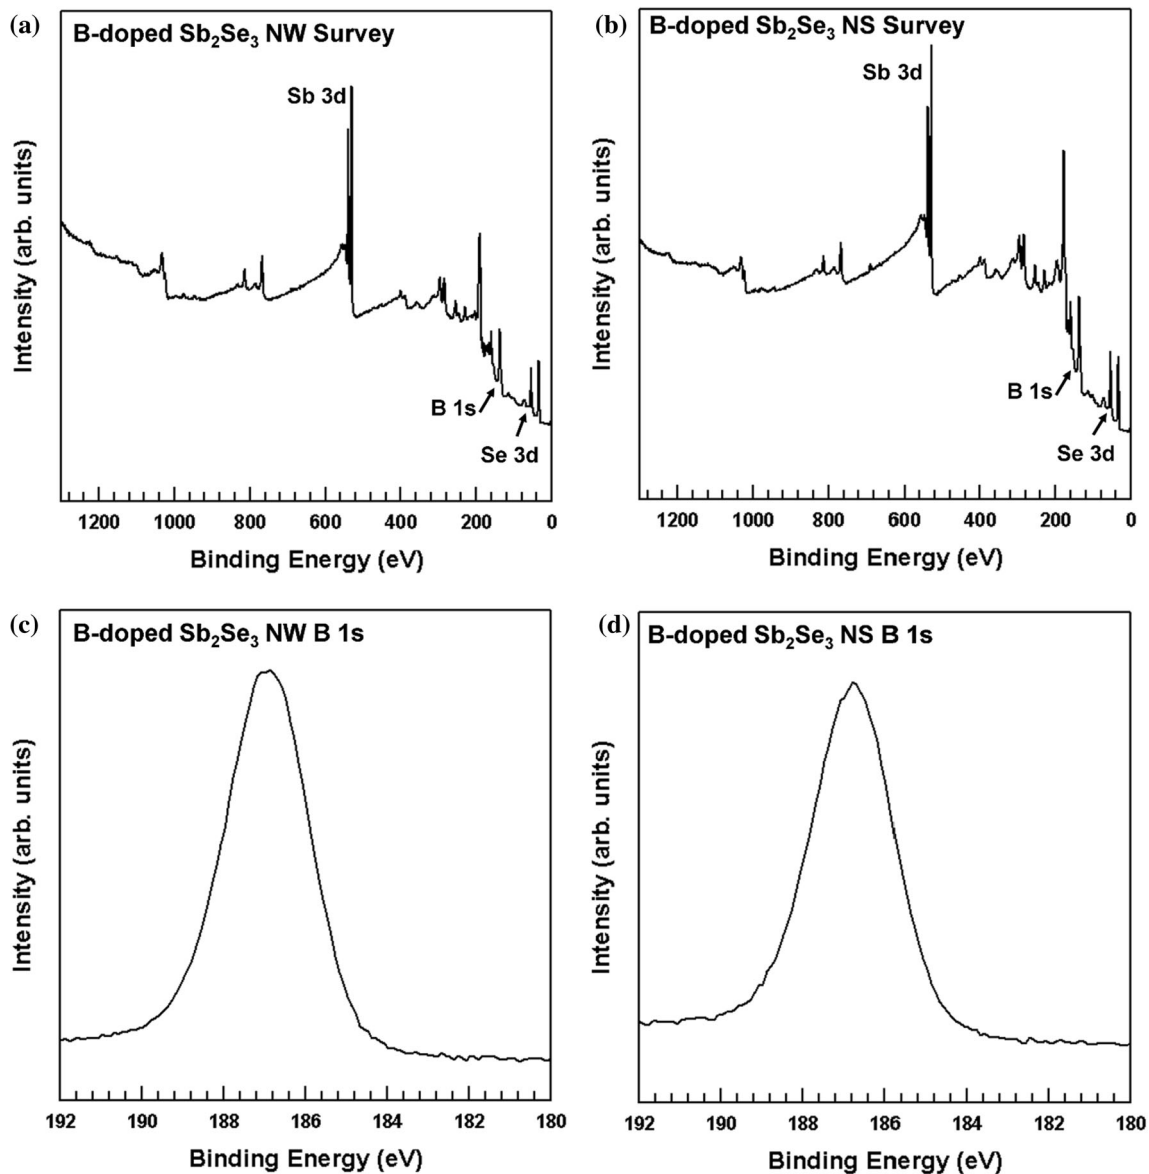 (a)
B-doped Sb₂Se₃ NW Survey
Sb 3d
B 1s
Se 3d
Intensity (arb. units)
1200 1000 800 600 400 200 0
Binding Energy (eV)
(b)
B-doped Sb₂Se₃ NS Survey
Sb 3d
B 1s
Se 3d
Intensity (arb. units)
1200 1000 800 600 400 200 0
Binding Energy (eV)
(c)
B-doped Sb₂Se₃ NW B 1s
Intensity (arb. units)
192 190 188 186 184 182 180
Binding Energy (eV)
(d)
B-doped Sb₂Se₃ NS B 1s
Intensity (arb. units)
192 190 188 186 184 182 180
Binding Energy (eV)